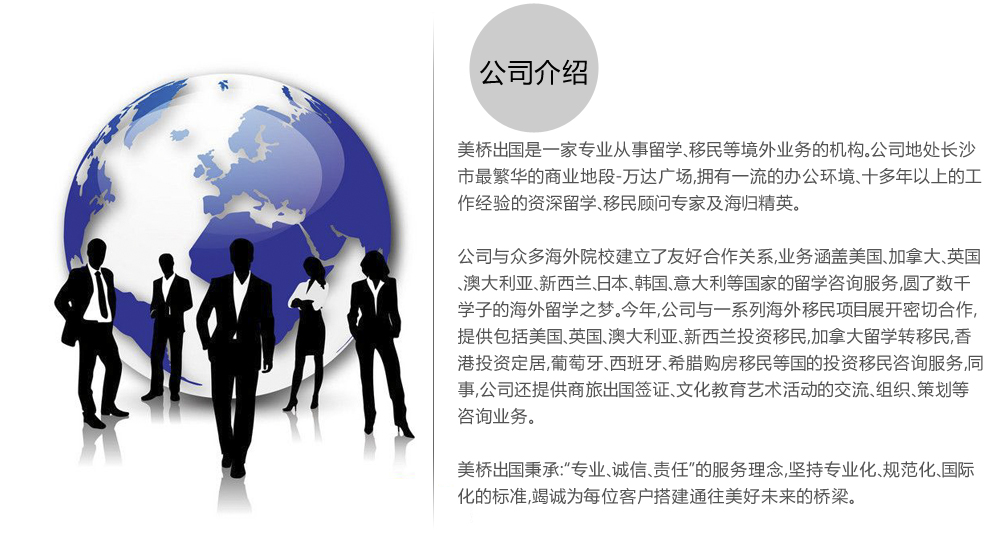 公司介绍
美桥出国是一家专业从事留学、移民等境外业务的机构。公司地处长沙
市最繁华的商业地段-万达广场,拥有一流的办公环境、十多年以上的工
作经验的资深留学、移民顾问专家及海归精英。
公司与众多海外院校建立了友好合作关系,业务涵盖美国、加拿大、英国
、澳大利亚、新西兰、日本、韩国、意大利等国家的留学咨询服务,圆了数千
学子的海外留学之梦。今年,公司与一系列海外移民项目展开密切合作,
提供包括美国、英国、澳大利亚、新西兰投资移民,加拿大留学转移民,香
港投资定居,葡萄牙、西班牙、希腊购房移民等国的投资移民咨询服务,同
事,公司还提供商旅出国签证、文化教育艺术活动的交流、组织、策划等
咨询业务。
美桥出国秉承:“专业、诚信、责任”的服务理念,坚持专业化、规范化、国际
化的标准,竭诚为每位客户搭建通往美好未来的桥梁。